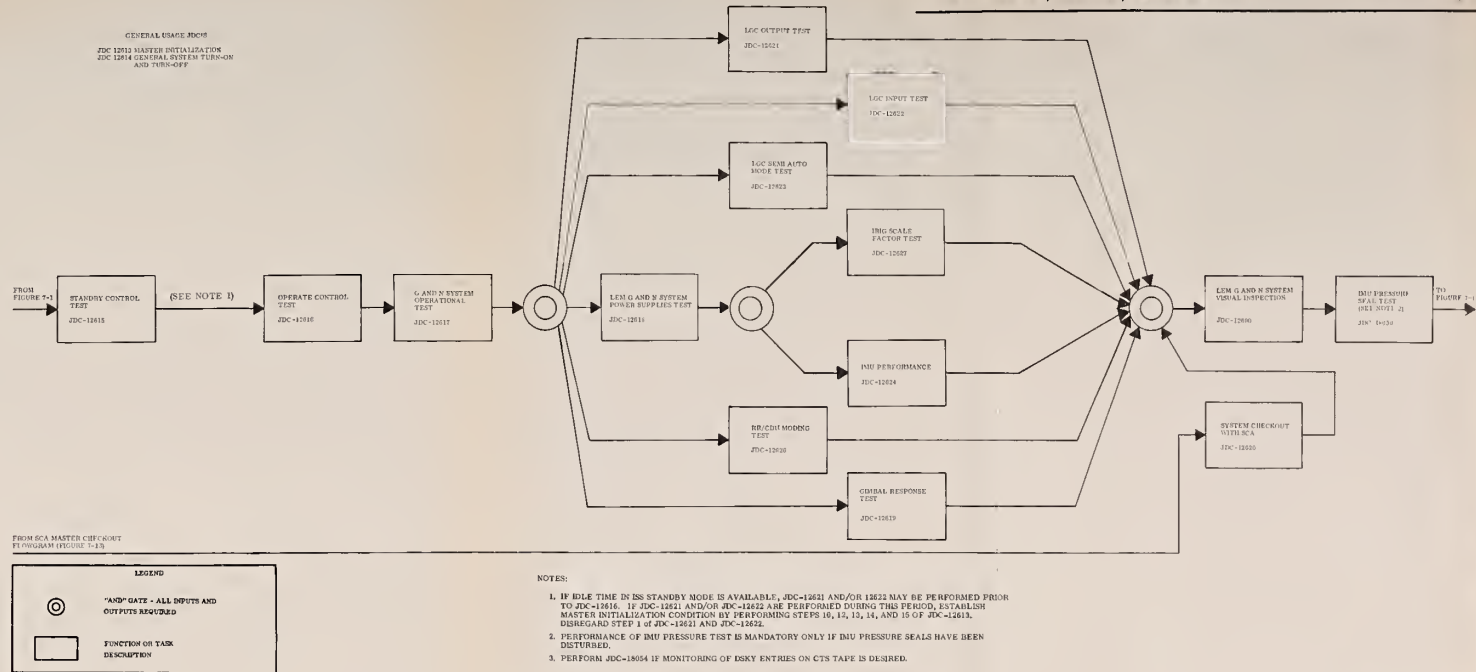 GENERAL USAGE JDC'S
JDC 12613 MASTER INITIALIZATION
JDC 12614 GENERAL SYSTEM TURN-ON
AND TURN-OFF
LGC OUTPUT TEST
JDC-12621
LGC INPUT TEST
JDC-12622
LGC SEMI AUTO
MODE TEST
IRIG SCALE
FACTOR TEST
JDC-12627
FROM
FIGURE 7-1
STANDBY CONTROL
TEST
JDC-12615
(SEE NOTE 1)
OPERATE CONTROL
TEST
JDC-12616
G AND N SYSTEM
OPERATIONAL
TEST
JDC-12617
LEM G AND N SYSTEM
POWER SUPPLIES TEST
LEM G AND N SYSTEM
VISUAL INSPECTION
IMU PRESSURE
SEAL TEST
(SEE NOTE 2)
TO
FIGURE 7-1
IMU PERFORMANCE
JDC-12624
RR/CDU MODING
TEST
SYSTEM CHECKOUT
WITH SCA
GIMBAL RESPONSE
TEST
JDC-12619
FROM SCA MASTER CHECKOUT
FLOWGRAM (FIGURE 7-13)
LEGEND
"AND" GATE - ALL INPUTS AND
OUTPUTS REQUIRED
FUNCTION OR TASK
DESCRIPTION
NOTES:
1. IF IDLE TIME IN ISS STANDBY MODE IS AVAILABLE, JDC-12621 AND/OR 12622 MAY BE PERFORMED PRIOR
TO JDC-12616. IF JDC-12621 AND/OR JDC-12622 ARE PERFORMED DURING THIS PERIOD, ESTABLISH
MASTER INITIALIZATION CONDITION BY PERFORMING STEPS 10, 12, 13, 14, AND 15 OF JDC-12613.
DISREGARD STEP 1 of JDC-12621 AND JDC-12622.
2. PERFORMANCE OF IMU PRESSURE TEST IS MANDATORY ONLY IF IMU PRESSURE SEALS HAVE BEEN
DISTURBED.
3. PERFORM JDC-18054 IF MONITORING OF DSKY ENTRIES ON CTS TAPE IS DESIRED.